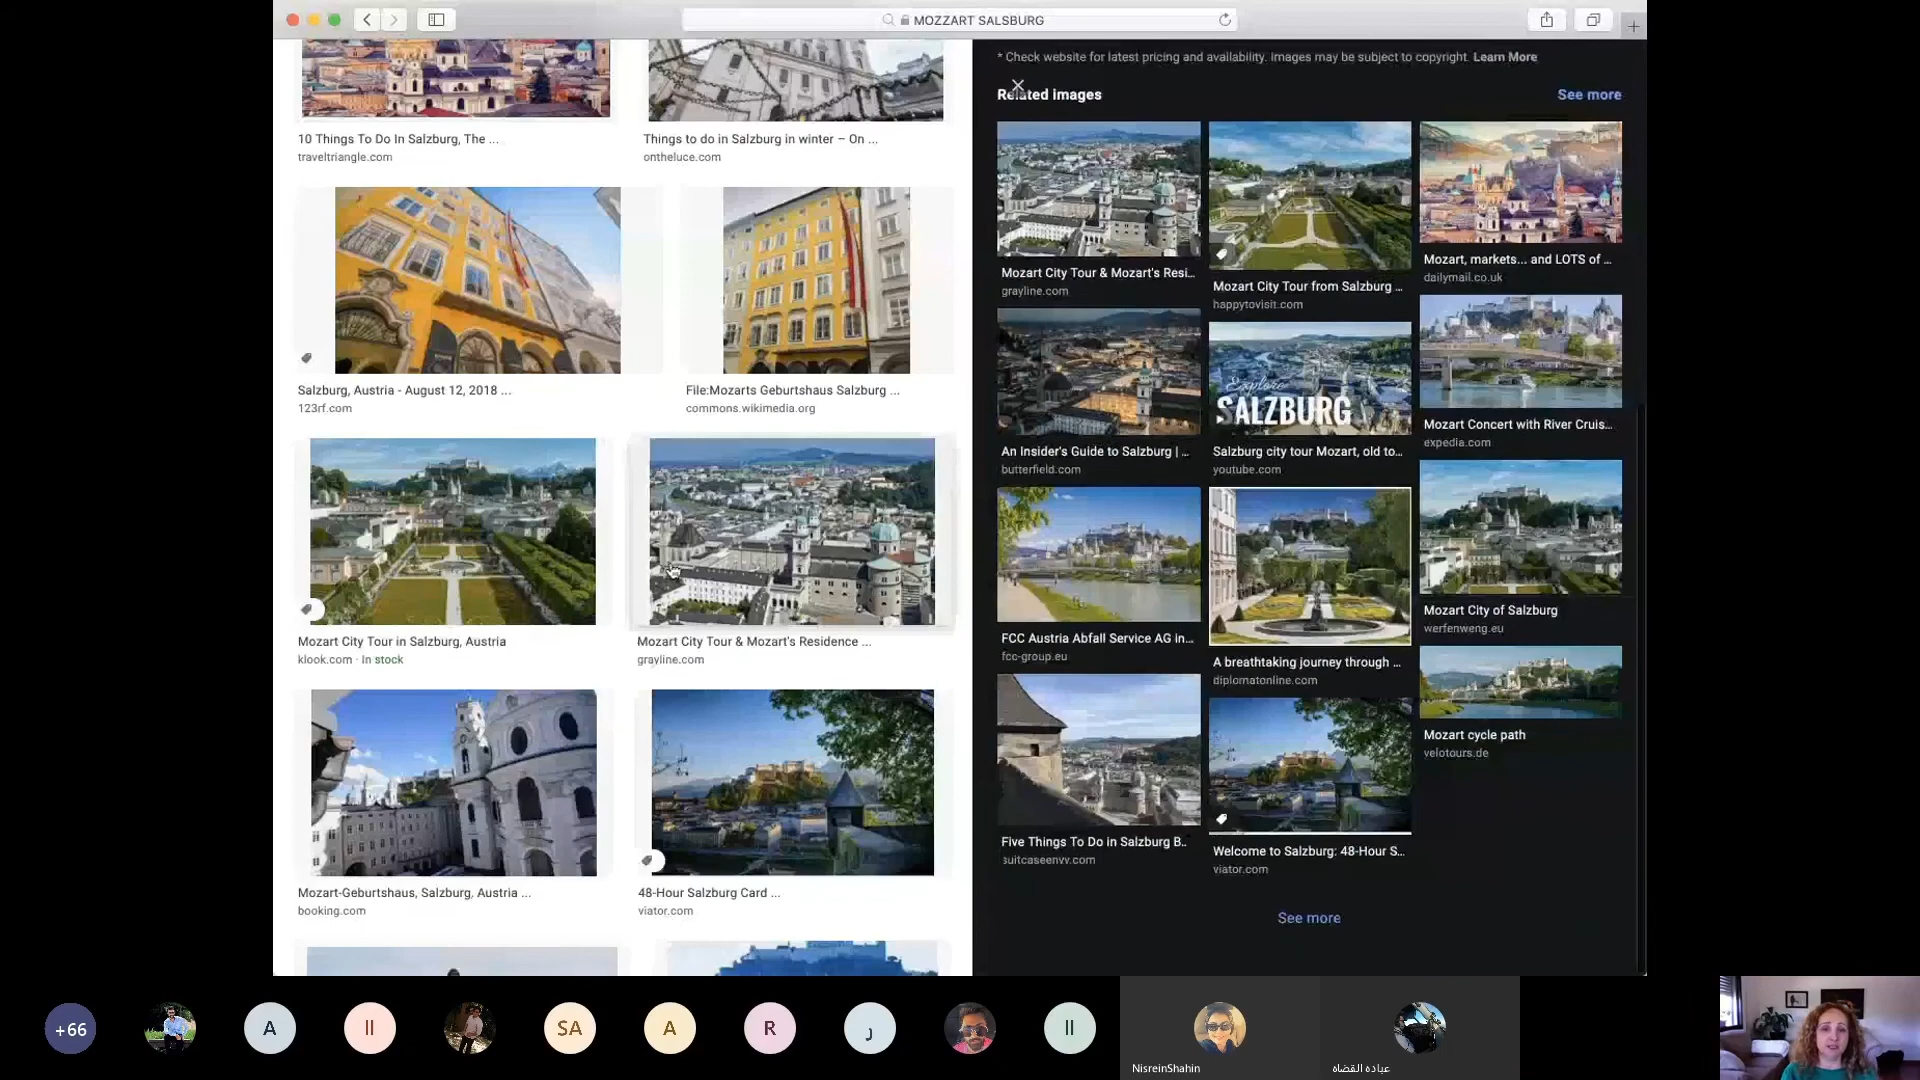 MOZZART SALSBURG
10 Things To Do In Salzburg, The ...
traveltriangle.com
Things to do in Salzburg in winter – On ...
ontheluce.com
Salzburg, Austria - August 12, 2018 ...
123rf.com
File:Mozarts Geburtshaus Salzburg ...
commons.wikimedia.org
Mozart City Tour in Salzburg, Austria
klook.com · In stock
Mozart City Tour & Mozart's Residence ...
grayline.com
Mozart-Geburtshaus, Salzburg, Austria ...
booking.com
48-Hour Salzburg Card ...
viator.com
* Check website for latest pricing and availability. Images may be subject to copyright. Learn More
Related images
See more
Mozart City Tour & Mozart's Resi...
grayline.com
Mozart City Tour from Salzburg ...
happytovisit.com
Mozart, markets... and LOTS of ...
dailymail.co.uk
An Insider's Guide to Salzburg | ...
butterfield.com
Explore
SALZBURG
Salzburg city tour Mozart, old to...
youtube.com
Mozart Concert with River Cruis...
expedia.com
FCC Austria Abfall Service AG in...
fcc-group.eu
A breathtaking journey through ...
diplomatonline.com
Mozart City of Salzburg
werfenweng.eu
Five Things To Do in Salzburg B...
suitcaseenvv.com
Welcome to Salzburg: 48-Hour S...
viator.com
Mozart cycle path
velotours.de
See more
+66
A
II
SA
A
R
ر
II
NisreinShahin
عباده القضاه